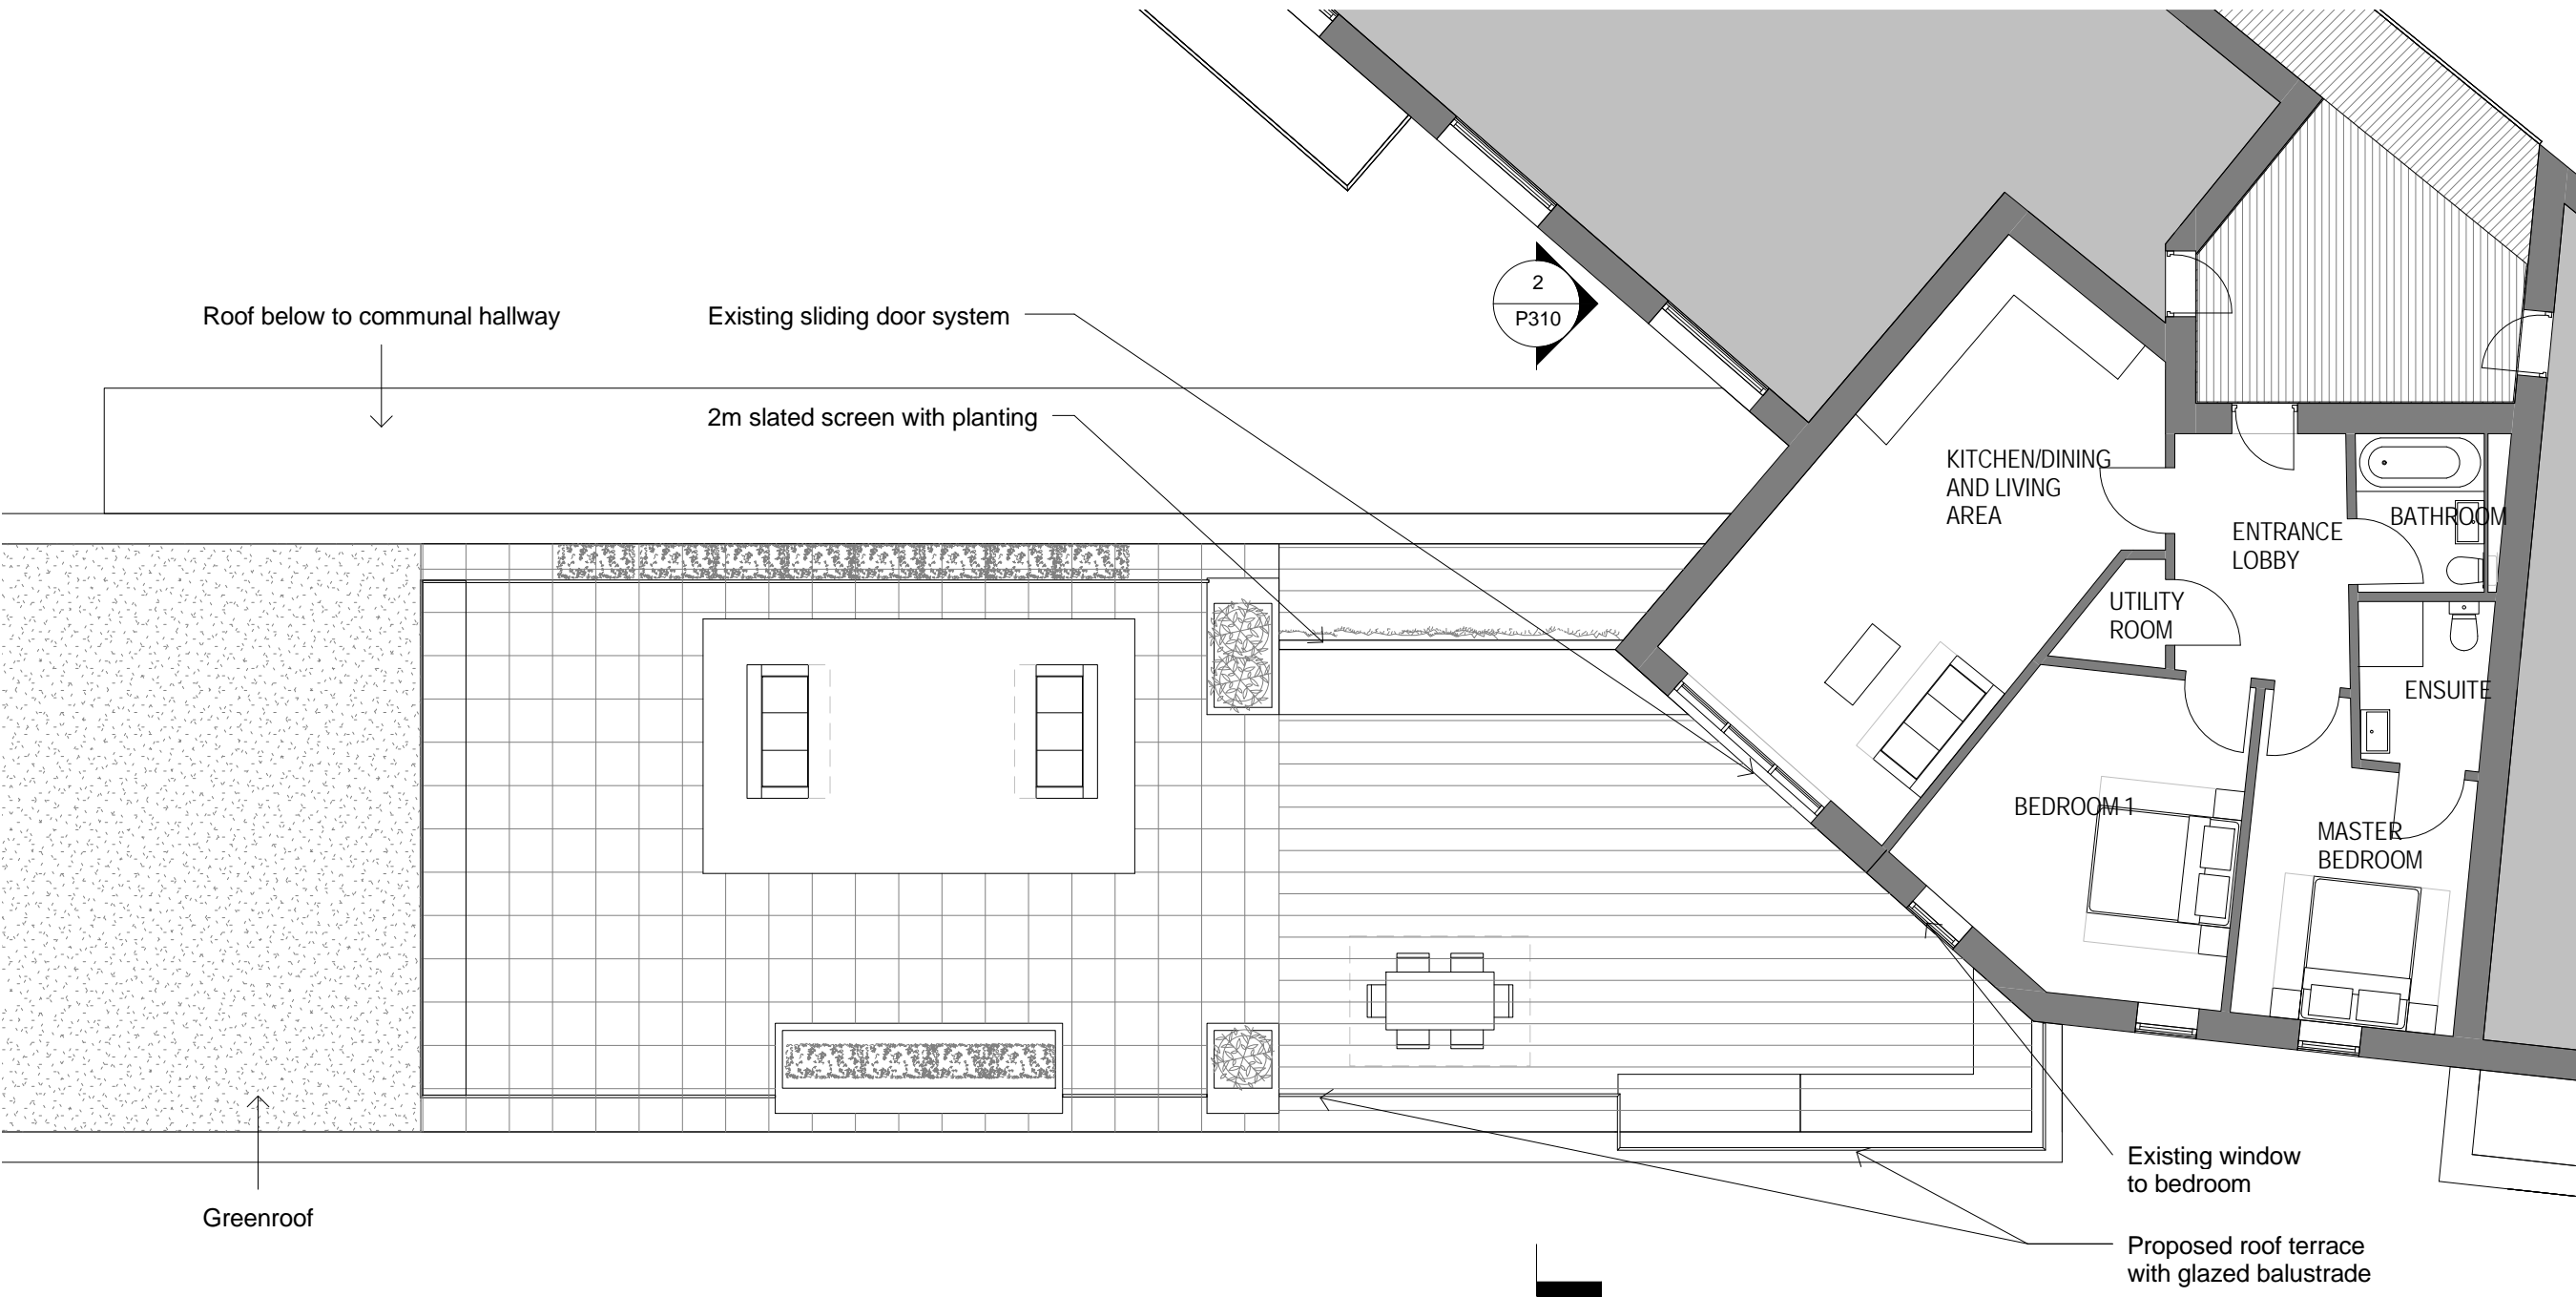 Roof below to communal hallway
Existing sliding door system
2
P310
2m slated screen with planting
KITCHEN/DINING
AND LIVING
AREA
ENTRANCE
LOBBY
BATHROOM
UTILITY
ROOM
ENSUITE
BEDROOM 1
MASTER
BEDROOM
Existing window
to bedroom
Greenroof
Proposed roof terrace
with glazed balustrade